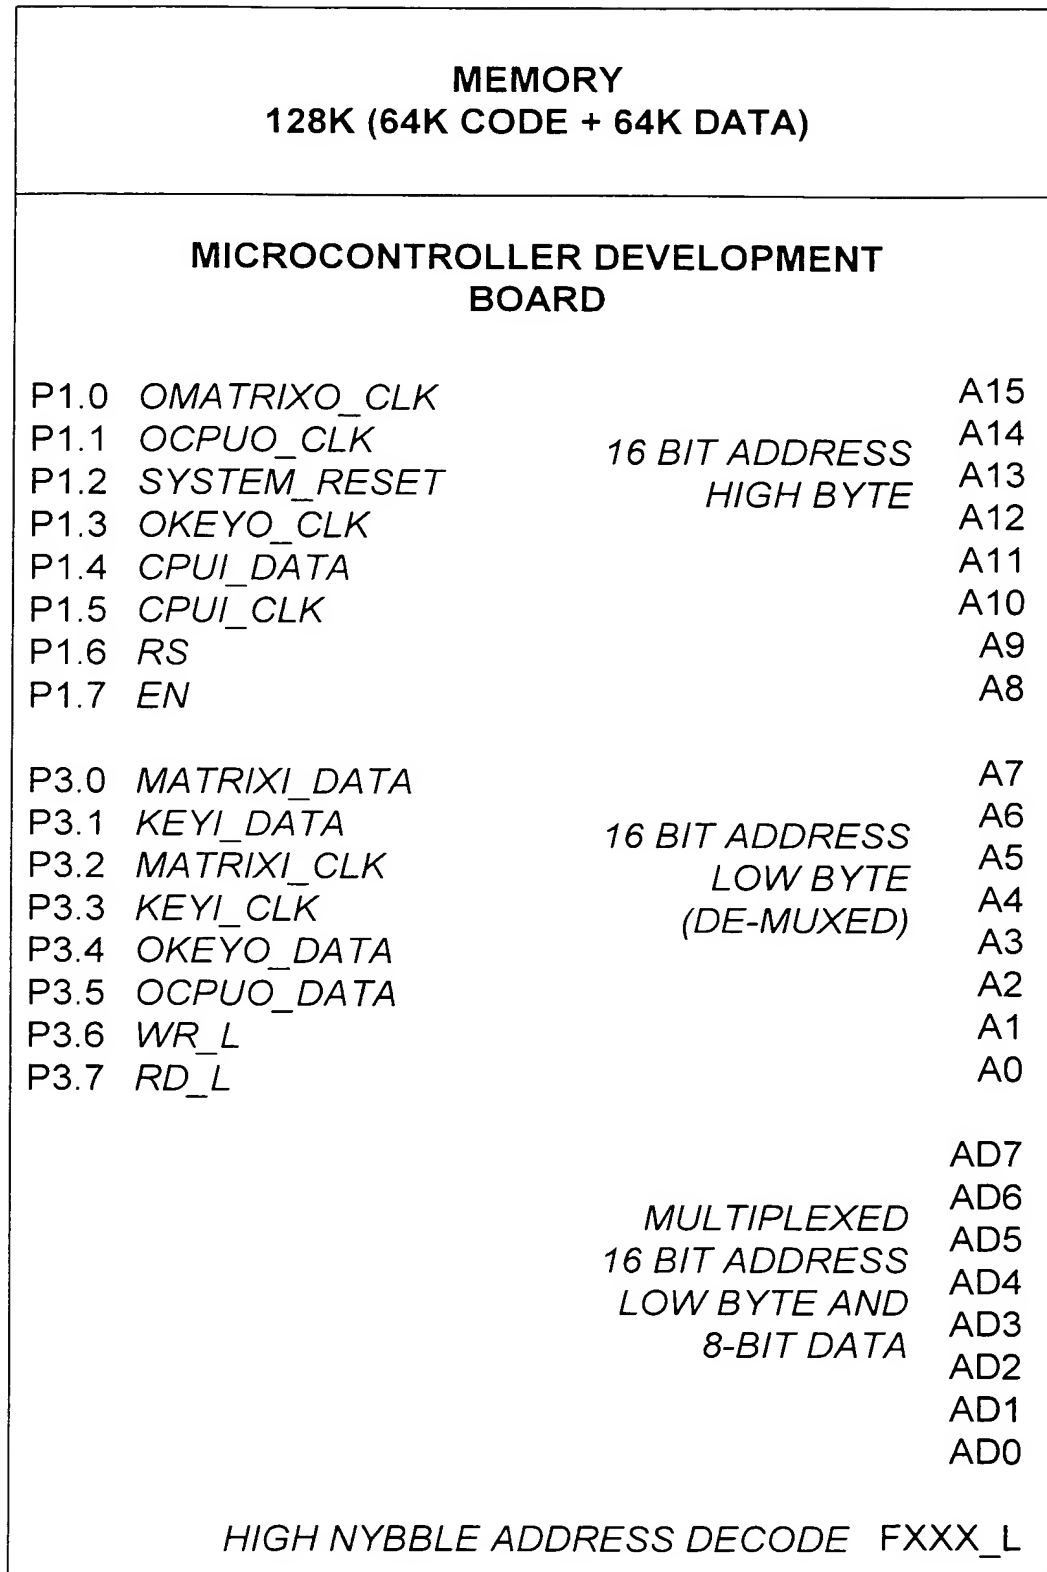 MEMORY
128K (64K CODE + 64K DATA)
MICROCONTROLLER DEVELOPMENT
BOARD
P1.0 OMATRIXO_CLK
P1.1 OCPUO_CLK
P1.2 SYSTEM_RESET
P1.3 OKEYO_CLK
P1.4 CPUI_DATA
P1.5 CPUI_CLK
P1.6 RS
P1.7 EN
P3.0 MATRIXI_DATA
P3.1 KEYI_DATA
P3.2 MATRIXI_CLK
P3.3 KEYI_CLK
P3.4 OKEYO_DATA
P3.5 OCPUO_DATA
P3.6 WR_L
P3.7 RD_L
16 BIT ADDRESS
HIGH BYTE
A15
A14
A13
A12
A11
A10
A9
A8
16 BIT ADDRESS
LOW BYTE
(DE-MUXED)
A7
A6
A5
A4
A3
A2
A1
A0
MULTIPLEXED
16 BIT ADDRESS
LOW BYTE AND
8-BIT DATA
AD7
AD6
AD5
AD4
AD3
AD2
AD1
AD0
HIGH NYBBLE ADDRESS DECODE FXXX_L